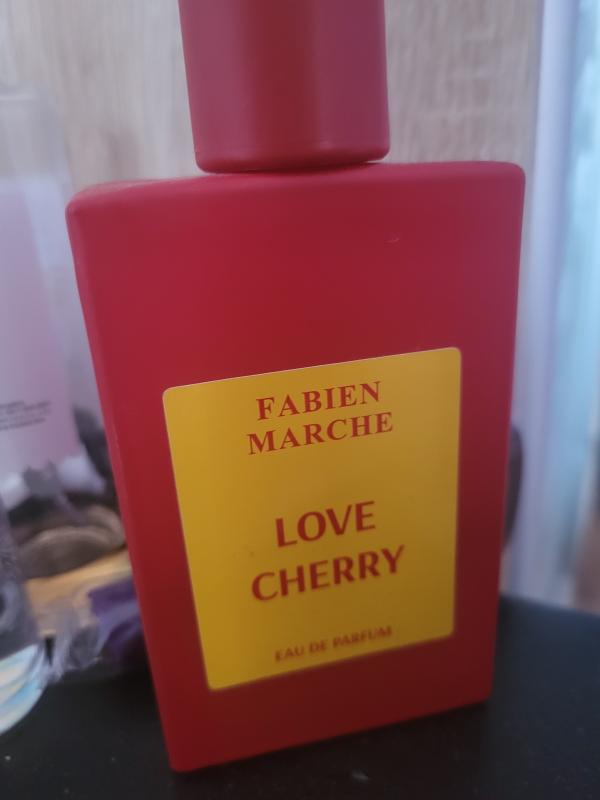 FABIEN
MARCHE
LOVE
CHERRY
EAU DE PARFUM